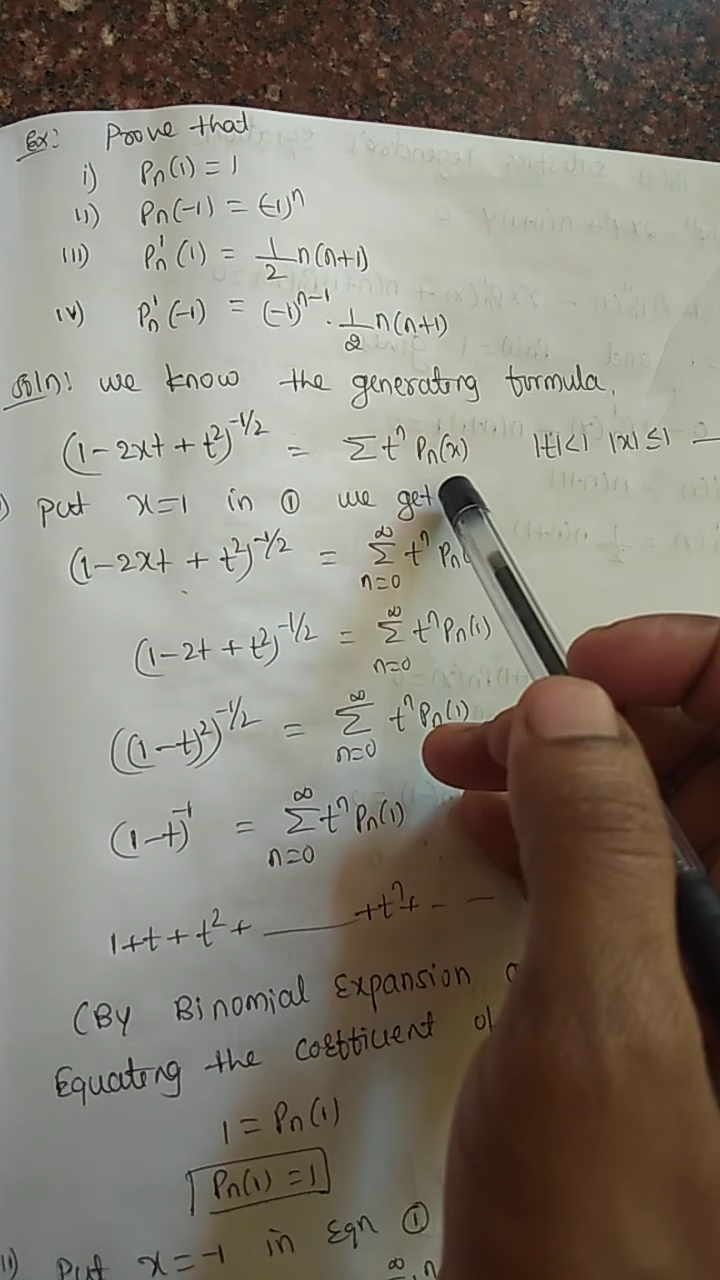 Ex: Prove that
i) Pn(1) = 1
ii) Pn(-1) = (-1)^n
iii) Pn'(1) = 1/2 n(n+1)
iv) Pn'(-1) = (-1)^{n-1} · 1/2 n(n+1)
Soln: we know the generating formula,
(1-2xt+t²)^{-1/2} = Σ t^n Pn(x) |t|<1 |x|≤1 —
) Put x=1 in ① we get
(1-2xt+t²)^{-1/2} = Σ_{n=0}^{∞} t^n Pn(
(1-2t+t²)^{-1/2} = Σ_{n=0}^{∞} t^n Pn(1)
((1-t)²)^{-1/2} = Σ_{n=0}^{∞} t^n Pn(1)
(1-t)^{-1} = Σ_{n=0}^{∞} t^n Pn(1)
1+t+t²+ ——— +t^n+ - -
(By Binomial Expansion
Equating the coefficient of
1 = Pn(1)
Pn(1) = 1
ii) Put x=-1 in Eqn ①